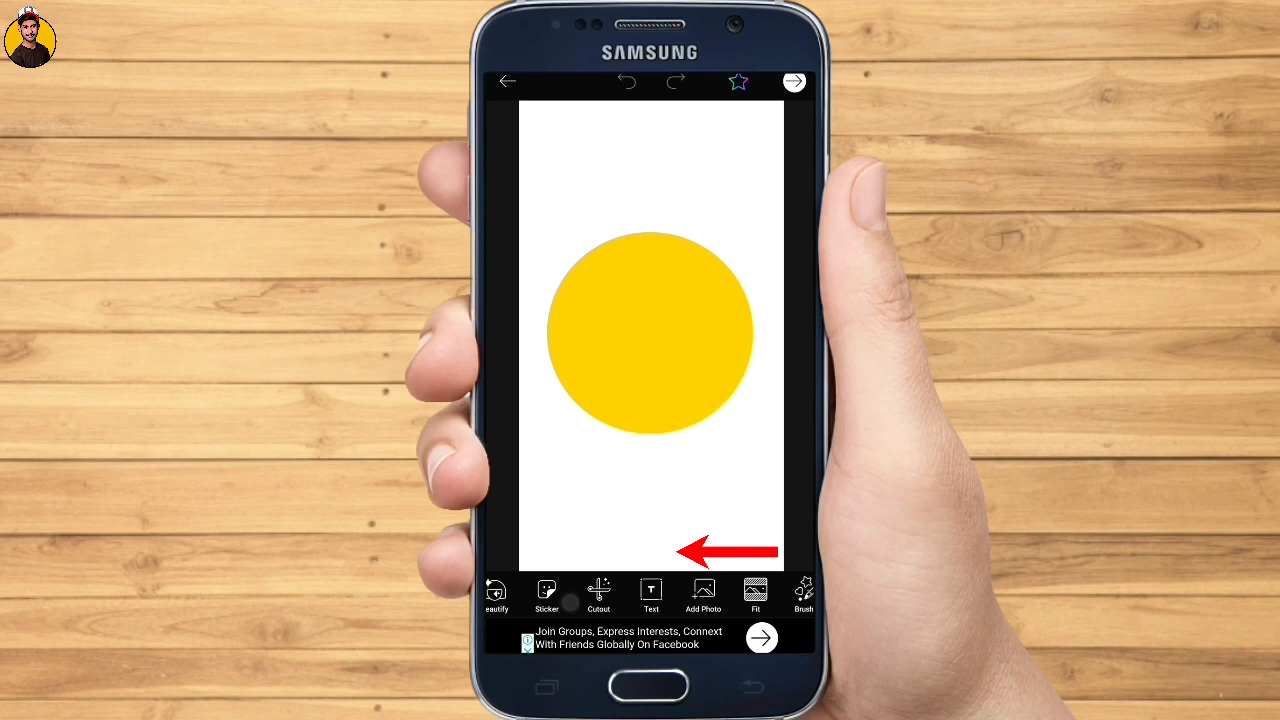 SAMSUNG
eautify
Sticker
Cutout
T
Text
Add Photo
Fit
Brush
Join Groups, Express Interests, Connext
With Friends Globally On Facebook